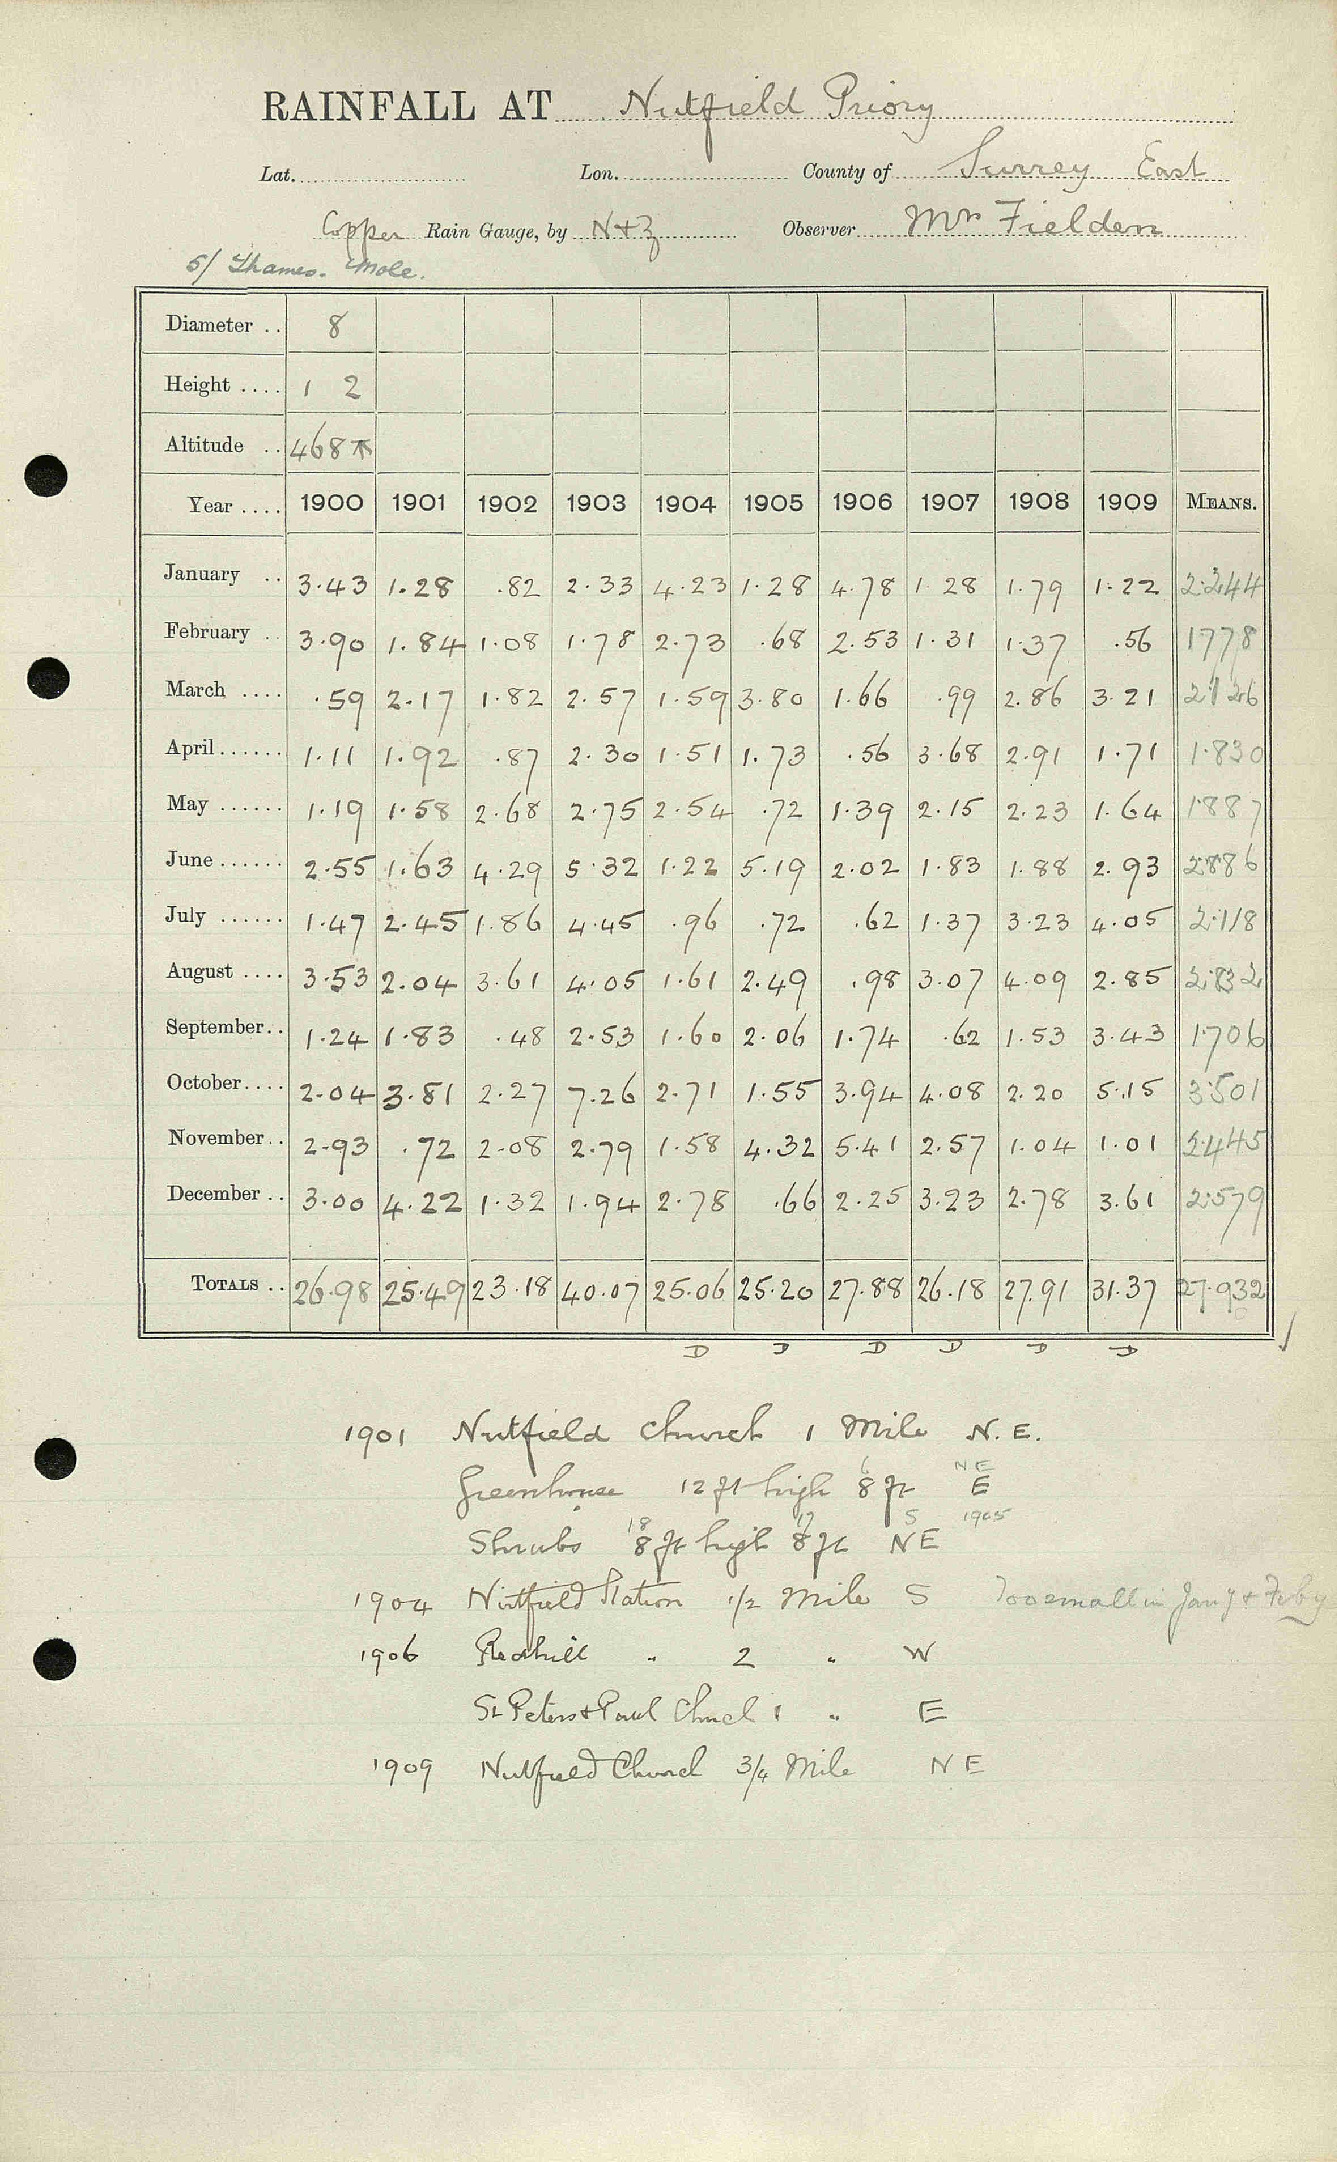 RAINFALL AT Nutfield Priory
Lat. Lon. County of Surrey East
Copper Rain Gauge, by N+Z Observer Mr Fielden
5/ Thames. Mole.
Diameter .. 8
Height .... 1 2
Altitude .. 468
Year .... 1900 1901 1902 1903 1904 1905 1906 1907 1908 1909 MEANS.
January .. 3.43 1.28 .82 2.33 4.23 1.28 4.78 1.28 1.79 1.22 2.244
February . 3.90 1.84 1.08 1.78 2.73 .68 2.53 1.31 1.37 .56 1778
March .... .59 2.17 1.82 2.57 1.59 3.80 1.66 .99 2.86 3.21 2.126
April...... 1.11 1.92 .87 2.30 1.51 1.73 .56 3.68 2.91 1.71 1.830
May ...... 1.19 1.58 2.68 2.75 2.54 .72 1.39 2.15 2.23 1.64 1.887
June...... 2.55 1.63 4.29 5.32 1.22 5.19 2.02 1.83 1.88 2.93 2.886
July ...... 1.47 2.45 1.86 4.45 .96 .72 .62 1.37 3.23 4.05 2.118
August .... 3.53 2.04 3.61 4.05 1.61 2.49 .98 3.07 4.09 2.85 2.832
September.. 1.24 1.83 .48 2.53 1.60 2.06 1.74 .62 1.53 3.43 1.706
October.... 2.04 3.81 2.27 7.26 2.71 1.55 3.94 4.08 2.20 5.15 3.501
November.. 2.93 .72 2.08 2.79 1.58 4.32 5.41 2.57 1.04 1.01 2.445
December .. 3.00 4.22 1.32 1.94 2.78 .66 2.25 3.23 2.78 3.61 2.579
TOTALS .. 26.98 25.49 23.18 40.07 25.06 25.20 27.88 26.18 27.91 31.37 27.932
D D D D D D
1901 Nutfield Church 1 Mile N.E.
6 NE
Greenhouse 12 ft high 8 ft E
18 17 S 1905
Shrubs 8 ft high 8 ft NE
1904 Nutfield Station 1/2 Mile S Too small in Jany + Feby
1906 Redhill " 2 " W
St Peters + Paul Church 1 " E
1909 Nutfield Church 3/4 Mile NE